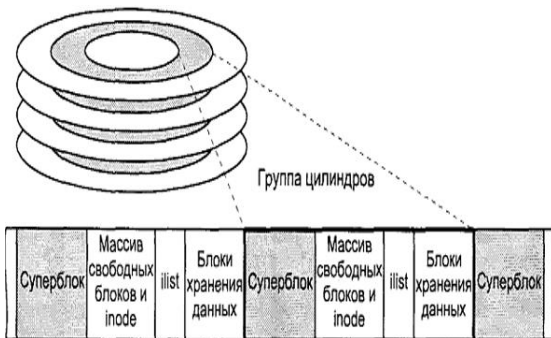 Группа цилиндров
Суперблок
Массив
свободных
блоков и
inode
ilist
Блоки
хранения
данных
Суперблок
Массив
свободных
блоков и
inode
ilist
Блоки
хранения
данных
Суперблок